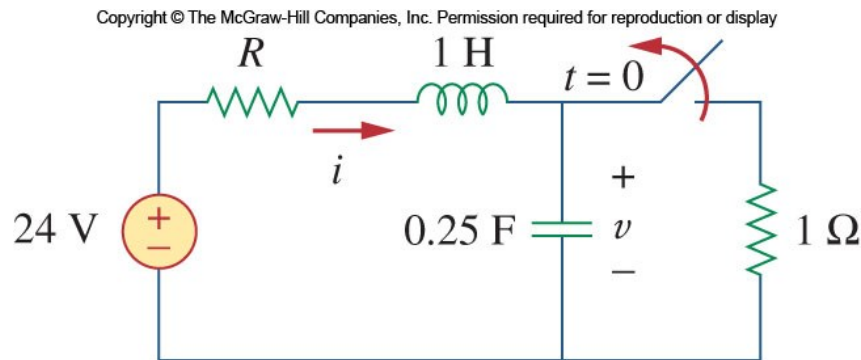 Copyright © The McGraw-Hill Companies, Inc. Permission required for reproduction or display
R
1 H
t = 0
i
24 V
+
−
0.25 F
+
v
−
1 Ω